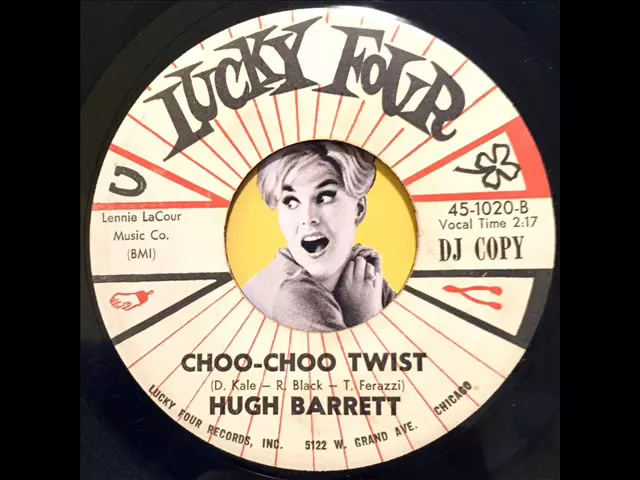 LUCKY FOUR
Lennie LaCour
Music Co.
(BMI)
45-1020-B
Vocal Time 2:17
DJ COPY
CHOO-CHOO TWIST
(D. Kale – R. Black – T. Ferazzi)
HUGH BARRETT
LUCKY FOUR RECORDS, INC. 5122 W. GRAND AVE. CHICAGO